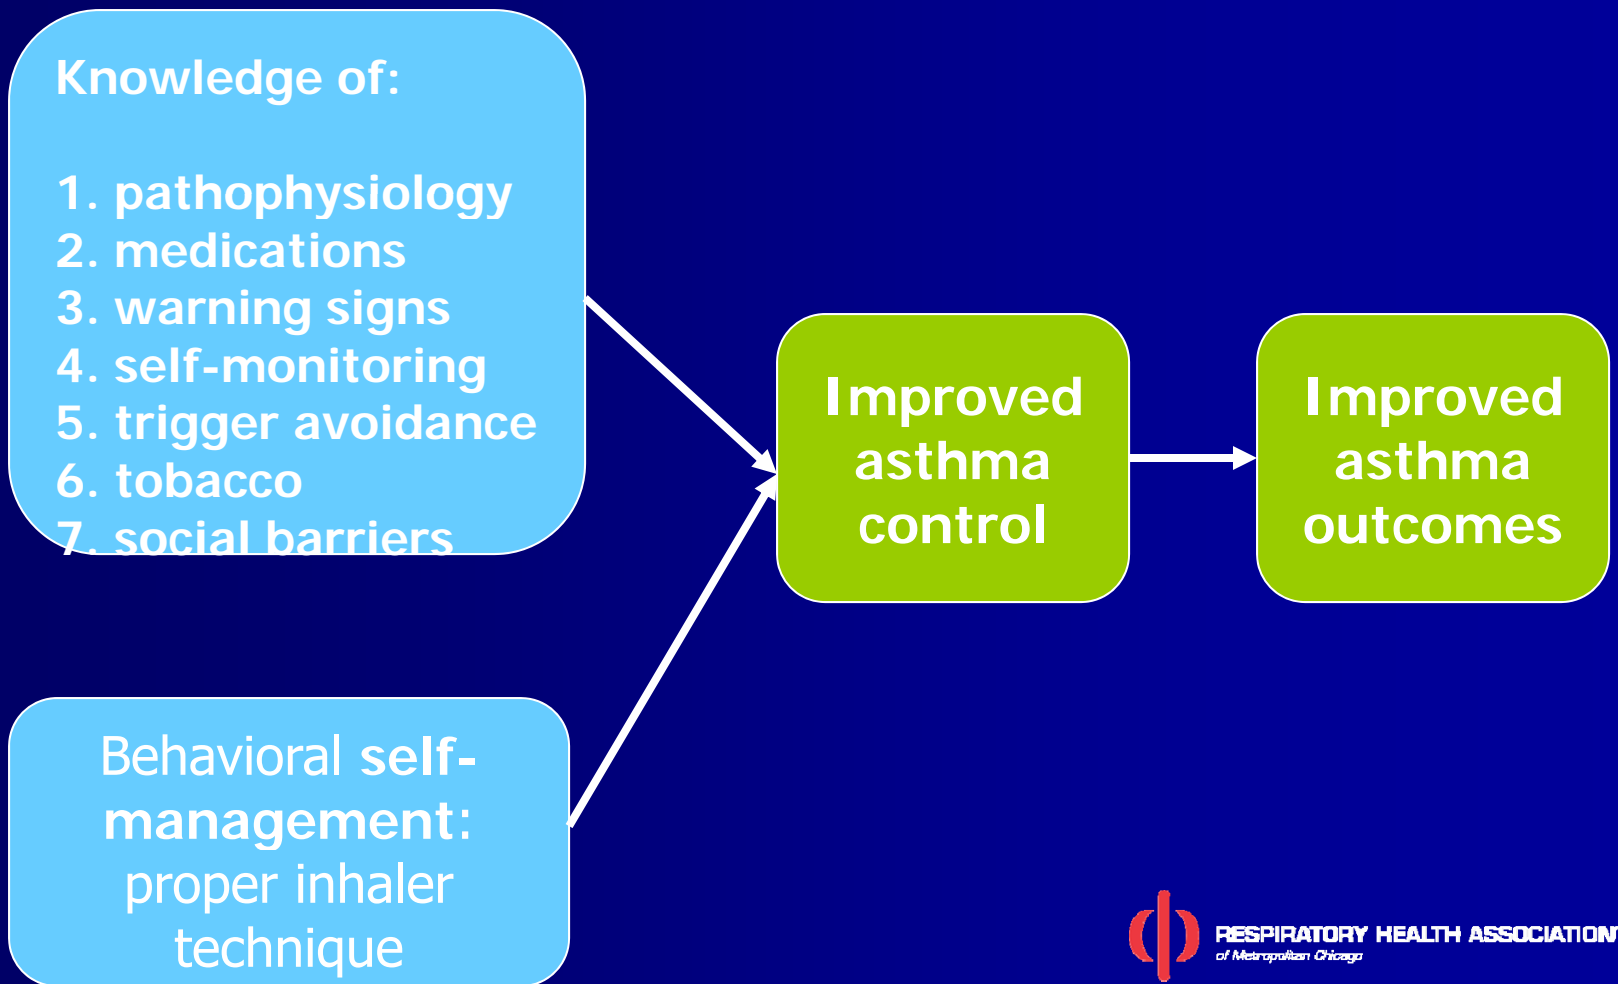 Knowledge of:
1. pathophysiology
2. medications
3. warning signs
4. self-monitoring
5. trigger avoidance
6. tobacco
7. social barriers
Improved
asthma
control
Improved
asthma
outcomes
Behavioral self-
management:
proper inhaler
technique
RESPIRATORY HEALTH ASSOCIATION
of Metropolitan Chicago